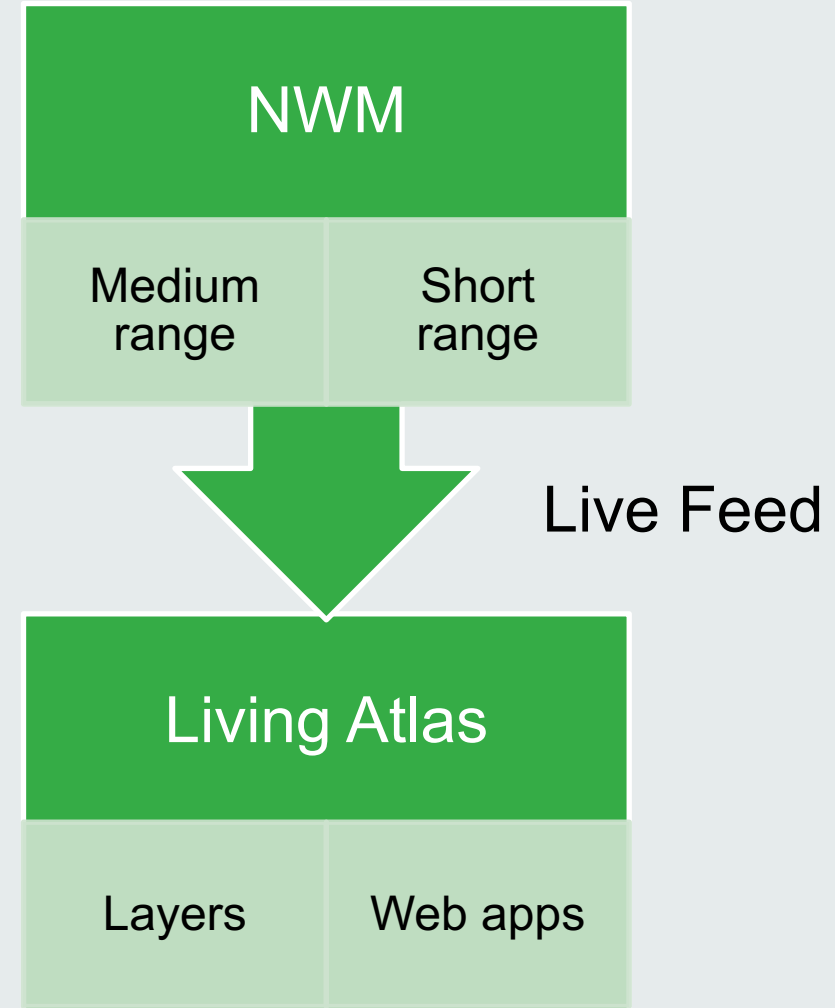 NWM
Medium
range
Short
range
Live Feed
Living Atlas
Layers
Web apps